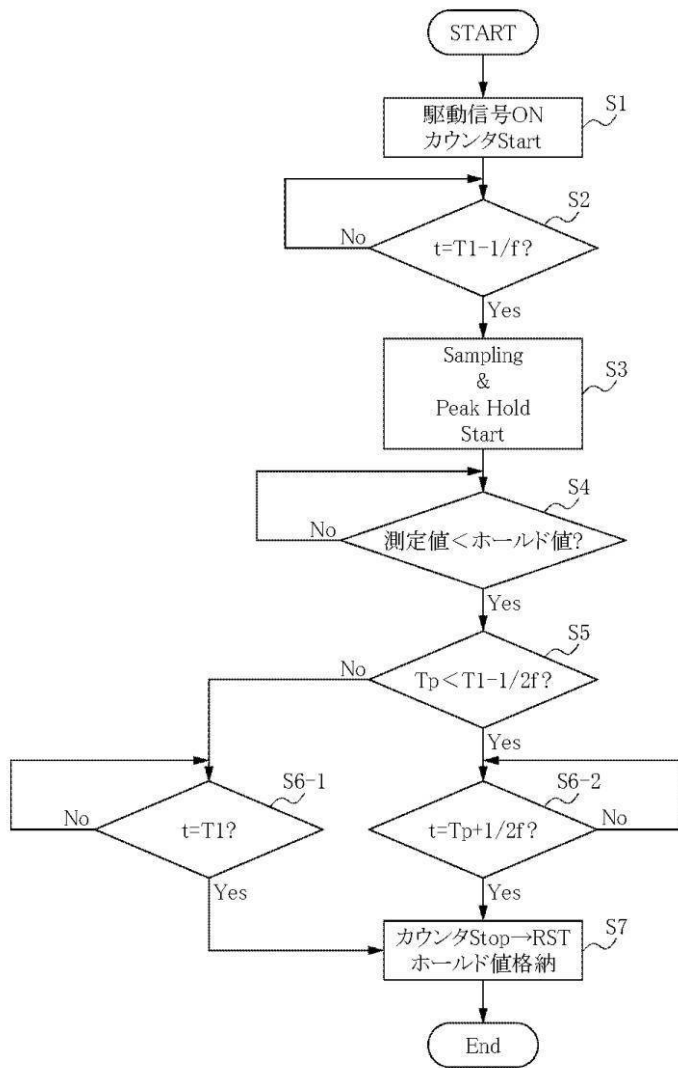 START
駆動信号ON
カウンタStart
S1
S2
t=T1-1/f?
No
Yes
Sampling
&
Peak Hold
Start
S3
S4
測定値<ホールド値?
No
Yes
S5
Tp<T1-1/2f?
No
Yes
S6-1
t=T1?
No
Yes
S6-2
t=Tp+1/2f?
No
Yes
カウンタStop→RST
ホールド値格納
S7
End